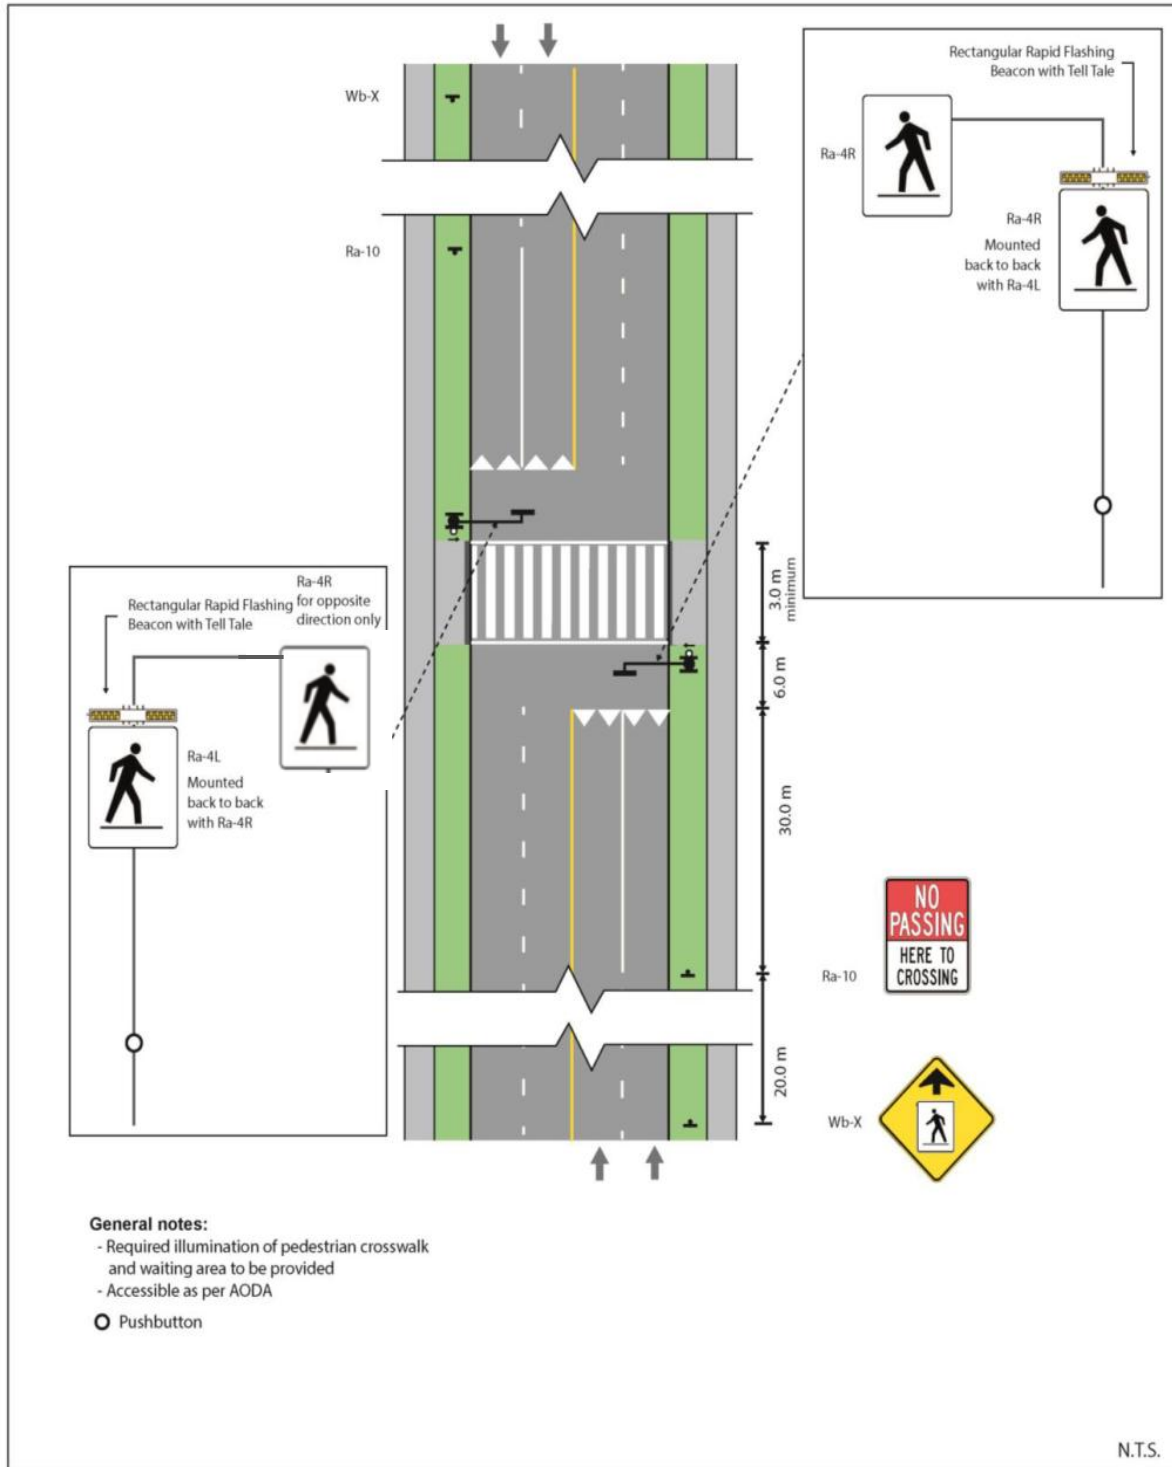 Wb-X
Ra-10
Rectangular Rapid Flashing
Beacon with Tell Tale
Ra-4R
Ra-4R
Mounted
back to back
with Ra-4L
Rectangular Rapid Flashing
Beacon with Tell Tale
Ra-4R
for opposite
direction only
Ra-4L
Mounted
back to back
with Ra-4R
3.0 m
minimum
6.0 m
30.0 m
20.0 m
Ra-10
NO
PASSING
HERE TO
CROSSING
Wb-X
General notes:
- Required illumination of pedestrian crosswalk
and waiting area to be provided
- Accessible as per AODA
Pushbutton
N.T.S.